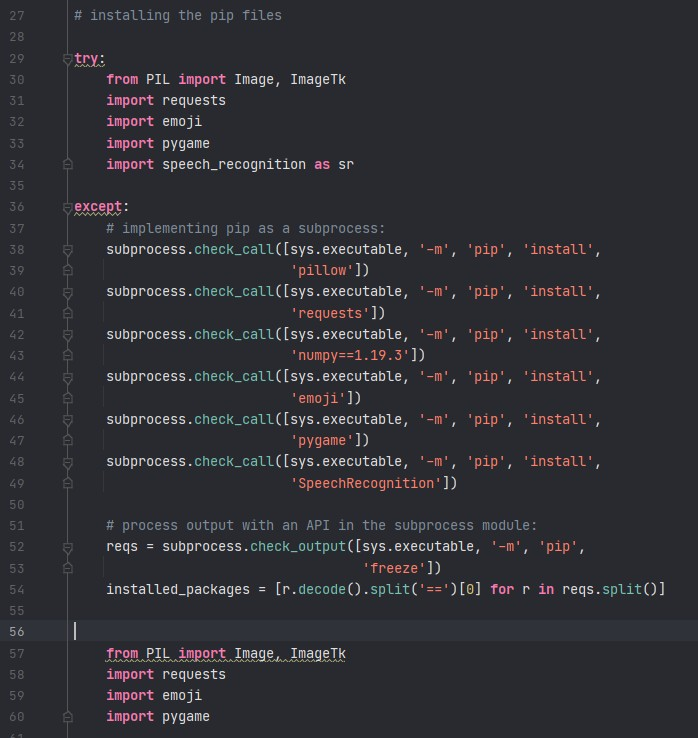 27 # installing the pip files
28
29 try:
30     from PIL import Image, ImageTk
31     import requests
32     import emoji
33     import pygame
34     import speech_recognition as sr
35
36 except:
37     # implementing pip as a subprocess:
38     subprocess.check_call([sys.executable, '-m', 'pip', 'install',
39                            'pillow'])
40     subprocess.check_call([sys.executable, '-m', 'pip', 'install',
41                            'requests'])
42     subprocess.check_call([sys.executable, '-m', 'pip', 'install',
43                            'numpy==1.19.3'])
44     subprocess.check_call([sys.executable, '-m', 'pip', 'install',
45                            'emoji'])
46     subprocess.check_call([sys.executable, '-m', 'pip', 'install',
47                            'pygame'])
48     subprocess.check_call([sys.executable, '-m', 'pip', 'install',
49                            'SpeechRecognition'])
50
51     # process output with an API in the subprocess module:
52     reqs = subprocess.check_output([sys.executable, '-m', 'pip',
53                                     'freeze'])
54     installed_packages = [r.decode().split('==')[0] for r in reqs.split()]
55
56
57     from PIL import Image, ImageTk
58     import requests
59     import emoji
60     import pygame